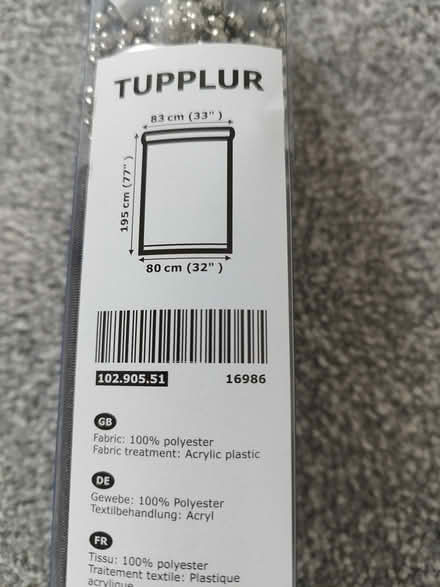 TUPPLUR
83 cm (33")
195 cm (77")
80 cm (32")
102.905.51
16986
GB
Fabric: 100% polyester
Fabric treatment: Acrylic plastic
DE
Gewebe: 100% Polyester
Textilbehandlung: Acryl
FR
Tissu: 100% polyester
Traitement textile: Plastique
acrylique